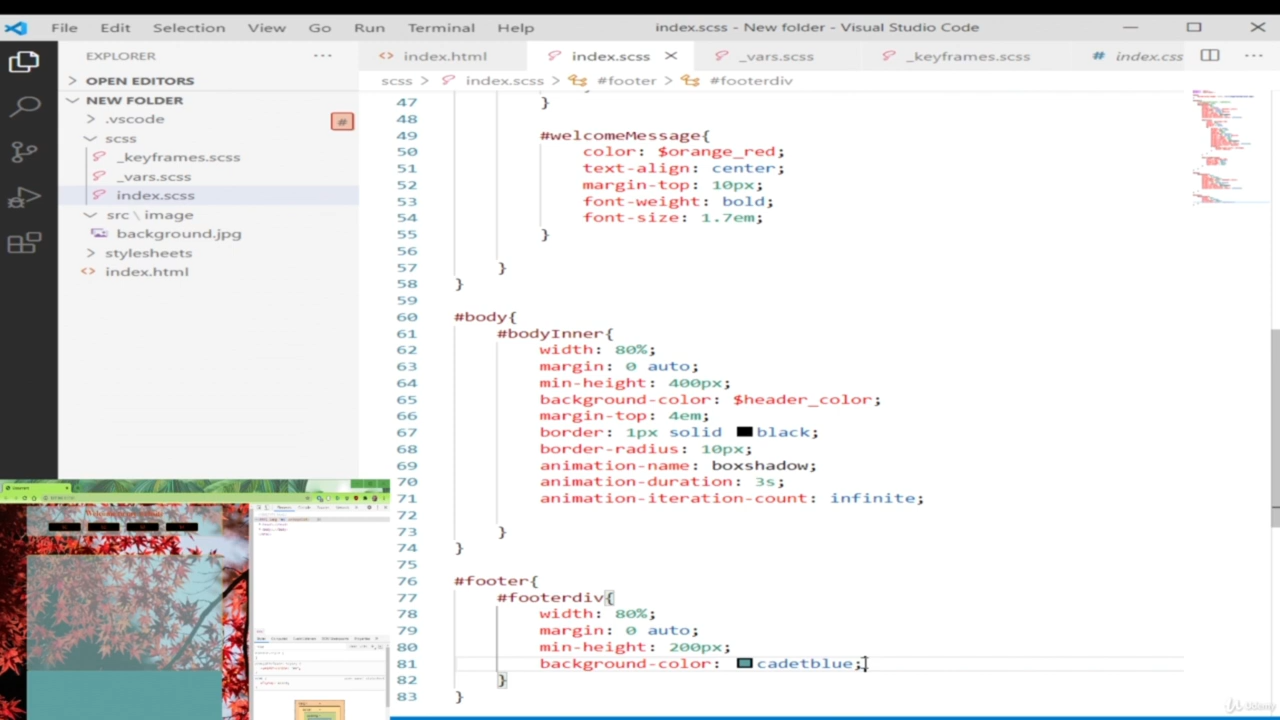 File Edit Selection View Go Run Terminal Help index.scss - New folder - Visual Studio Code
EXPLORER
index.html index.scss _vars.scss _keyframes.scss index.css
OPEN EDITORS
scss > index.scss > #footer > #footerdiv
NEW FOLDER
.vscode
scss
_keyframes.scss
_vars.scss
index.scss
src \ image
background.jpg
stylesheets
index.html
47 }
48
49 #welcomeMessage{
50 color: $orange_red;
51 text-align: center;
52 margin-top: 10px;
53 font-weight: bold;
54 font-size: 1.7em;
55 }
56
57 }
58 }
59
60 #body{
61 #bodyInner{
62 width: 80%;
63 margin: 0 auto;
64 min-height: 400px;
65 background-color: $header_color;
66 margin-top: 4em;
67 border: 1px solid black;
68 border-radius: 10px;
69 animation-name: boxshadow;
70 animation-duration: 3s;
71 animation-iteration-count: infinite;
72
73 }
74 }
75
76 #footer{
77 #footerdiv{
78 width: 80%;
79 margin: 0 auto;
80 min-height: 200px;
81 background-color: cadetblue;
82 }
83 }
Udemy